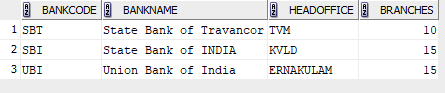 BANKCODE BANKNAME HEADOFFICE BRANCHES
1 SBT State Bank of Travancor TVM 10
2 SBI State Bank of INDIA KVLD 15
3 UBI Union Bank of India ERNAKULAM 15